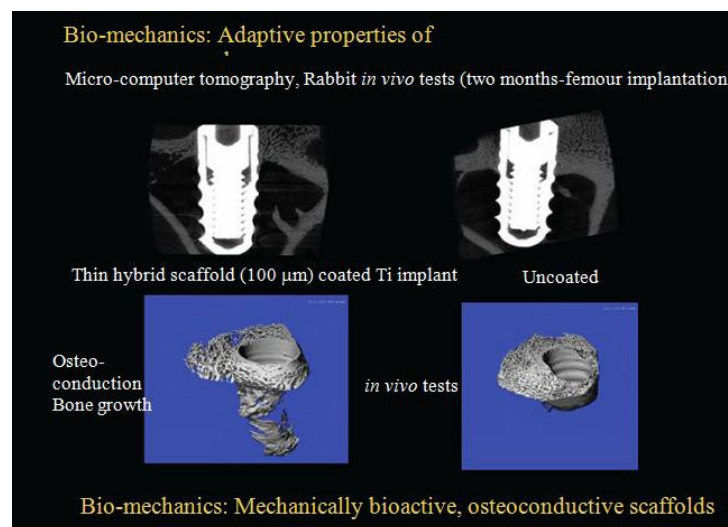 Bio-mechanics: Adaptive properties of
Micro-computer tomography, Rabbit in vivo tests (two months-femour implantation
Thin hybrid scaffold (100 μm) coated Ti implant
Uncoated
Osteo-
conduction
Bone growth
in vivo tests
Bio-mechanics: Mechanically bioactive, osteoconductive scaffolds